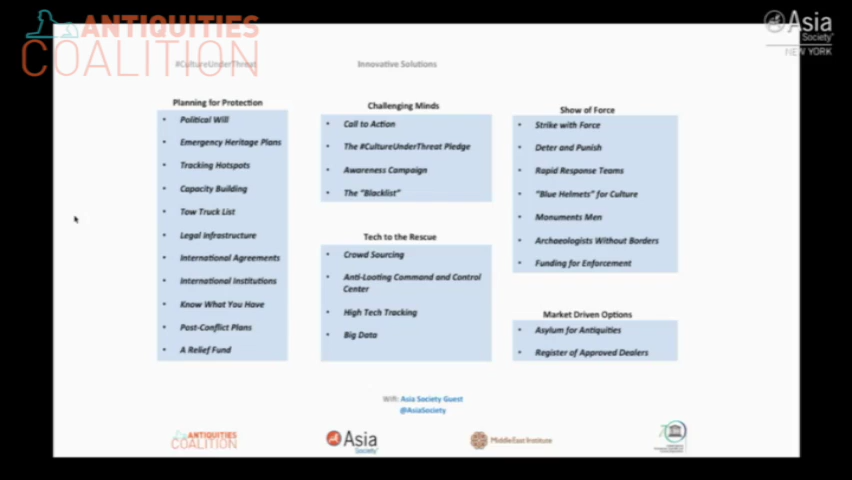 ANTIQUITIES
COALITION
Asia
Society
NEW YORK
#CultureUnderThreat
Innovative Solutions
Planning for Protection
• Political Will
• Emergency Heritage Plans
• Tracking Hotspots
• Capacity Building
• Tow Truck List
• Legal Infrastructure
• International Agreements
• International Institutions
• Know What You Have
• Post-Conflict Plans
• A Relief Fund
Challenging Minds
• Call to Action
• The #CultureUnderThreat Pledge
• Awareness Campaign
• The "Blacklist"
Tech to the Rescue
• Crowd Sourcing
• Anti-Looting Command and Control
Center
• High Tech Tracking
• Big Data
Show of Force
• Strike with Force
• Deter and Punish
• Rapid Response Teams
• "Blue Helmets" for Culture
• Monuments Men
• Archaeologists Without Borders
• Funding for Enforcement
Market Driven Options
• Asylum for Antiquities
• Register of Approved Dealers
Wifi: Asia Society Guest
@AsiaSociety
ANTIQUITIES
COALITION
Asia
Society
Middle East Institute